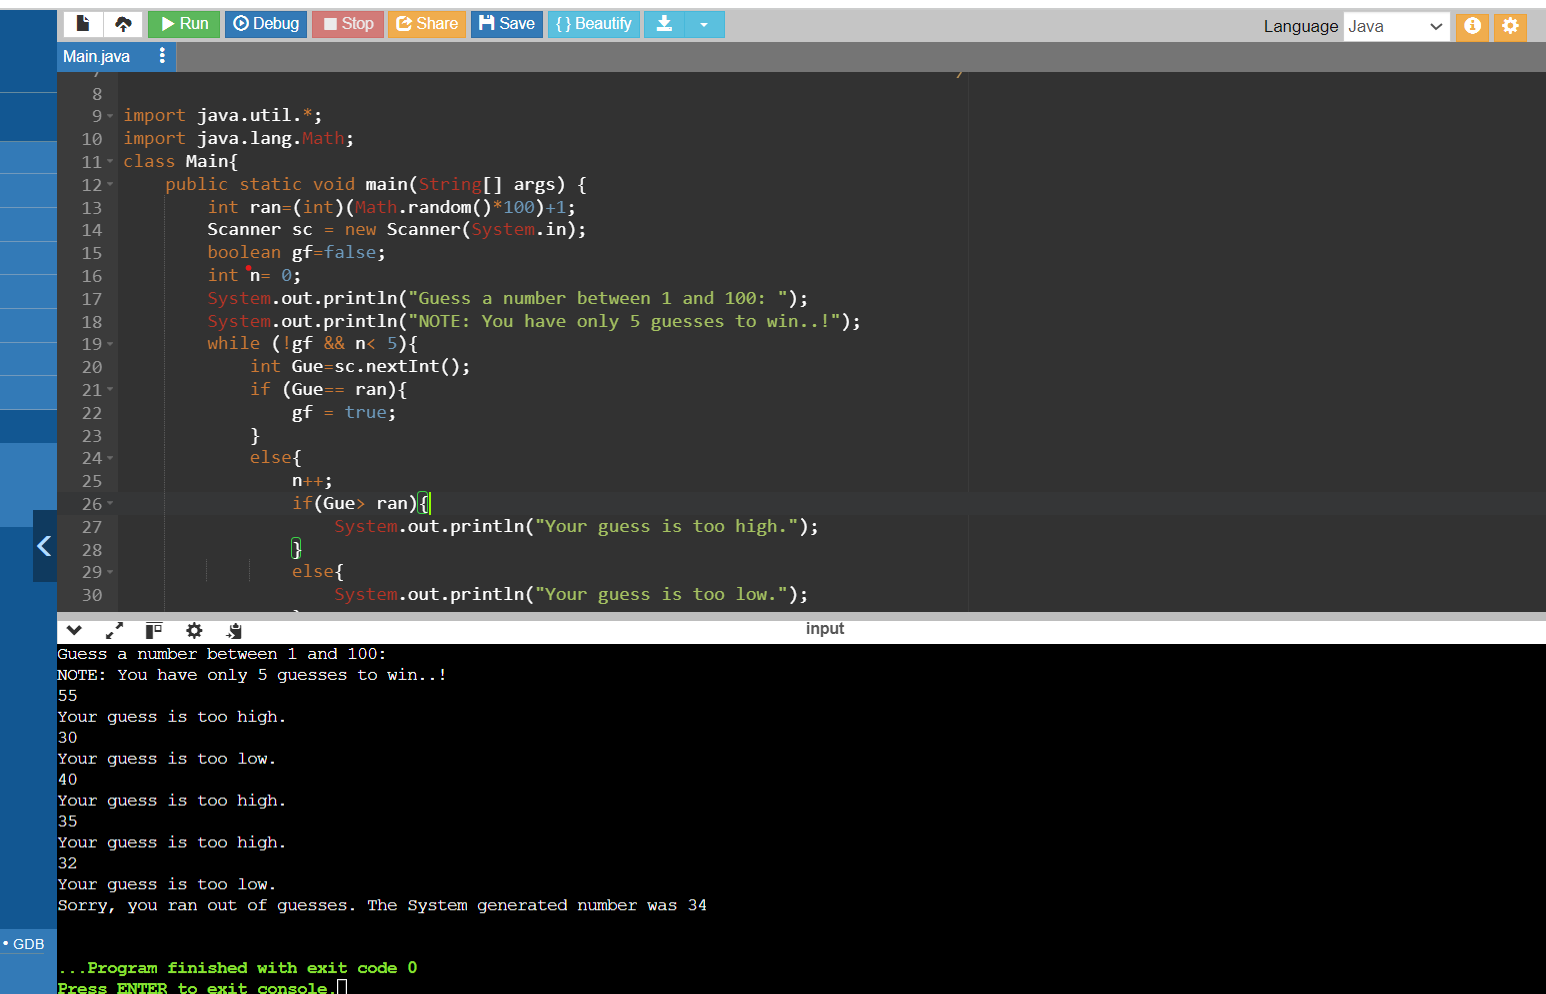 Run Debug Stop Share Save { } Beautify Language Java
Main.java
8
9 import java.util.*;
10 import java.lang.Math;
11 class Main{
12 public static void main(String[] args) {
13 int ran=(int)(Math.random()*100)+1;
14 Scanner sc = new Scanner(System.in);
15 boolean gf=false;
16 int n= 0;
17 System.out.println("Guess a number between 1 and 100: ");
18 System.out.println("NOTE: You have only 5 guesses to win..!");
19 while (!gf && n< 5){
20 int Gue=sc.nextInt();
21 if (Gue== ran){
22 gf = true;
23 }
24 else{
25 n++;
26 if(Gue> ran){
27 System.out.println("Your guess is too high.");
28 }
29 else{
30 System.out.println("Your guess is too low.");
input
Guess a number between 1 and 100:
NOTE: You have only 5 guesses to win..!
55
Your guess is too high.
30
Your guess is too low.
40
Your guess is too high.
35
Your guess is too high.
32
Your guess is too low.
Sorry, you ran out of guesses. The System generated number was 34
• GDB
...Program finished with exit code 0
Press ENTER to exit console.